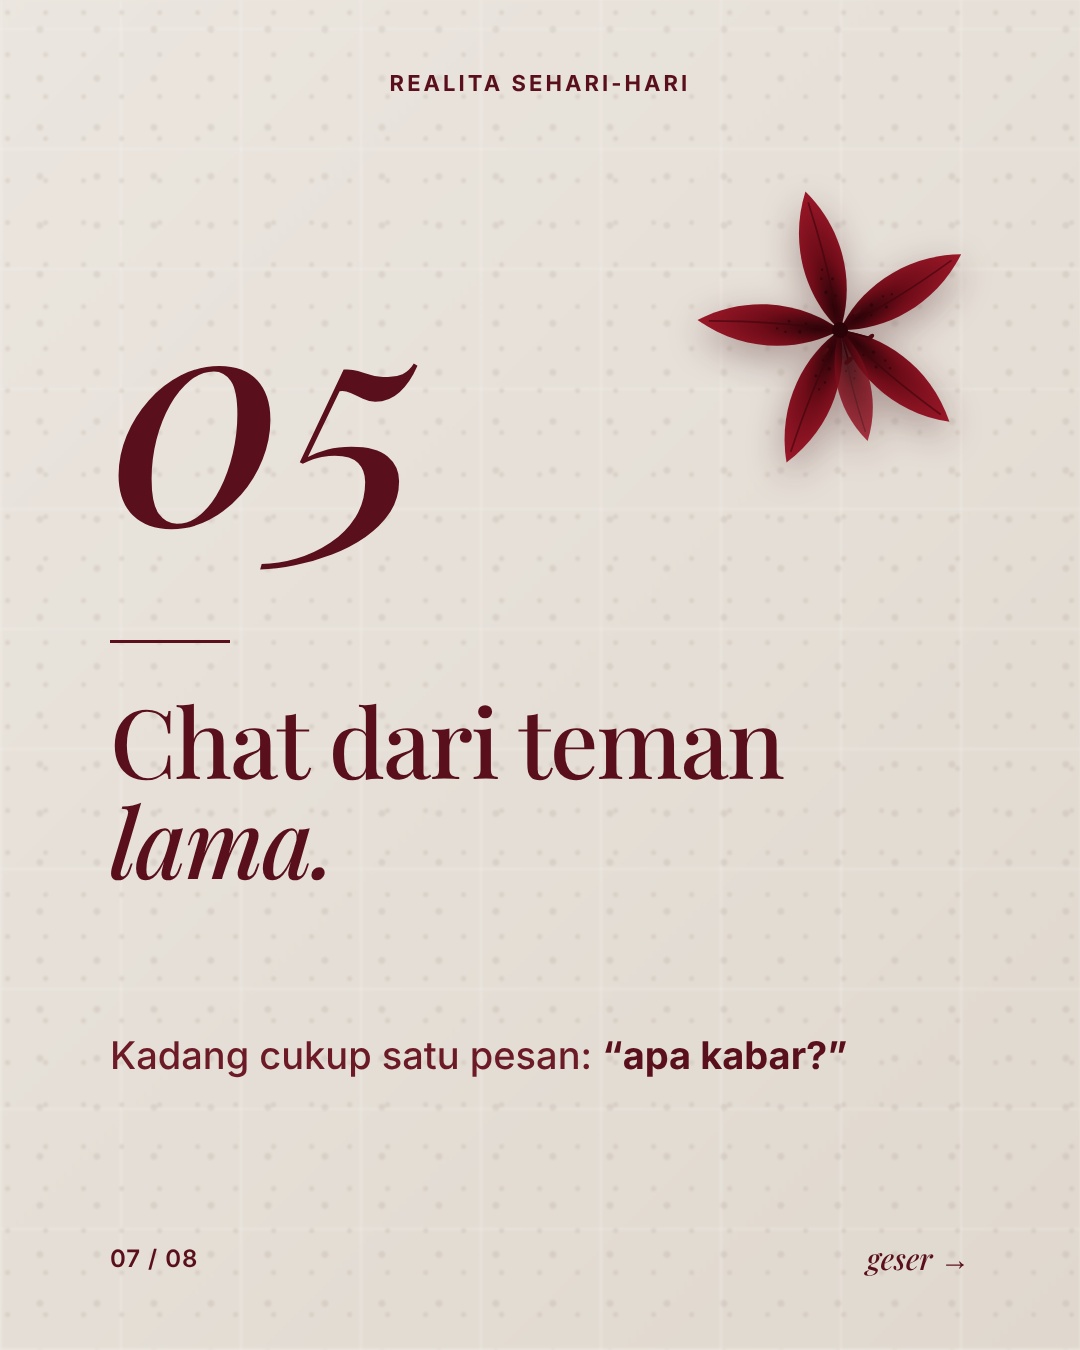 REALITA SEHARI-HARI
05
Chat dari teman
lama.
Kadang cukup satu pesan: “apa kabar?”
07 / 08
geser →